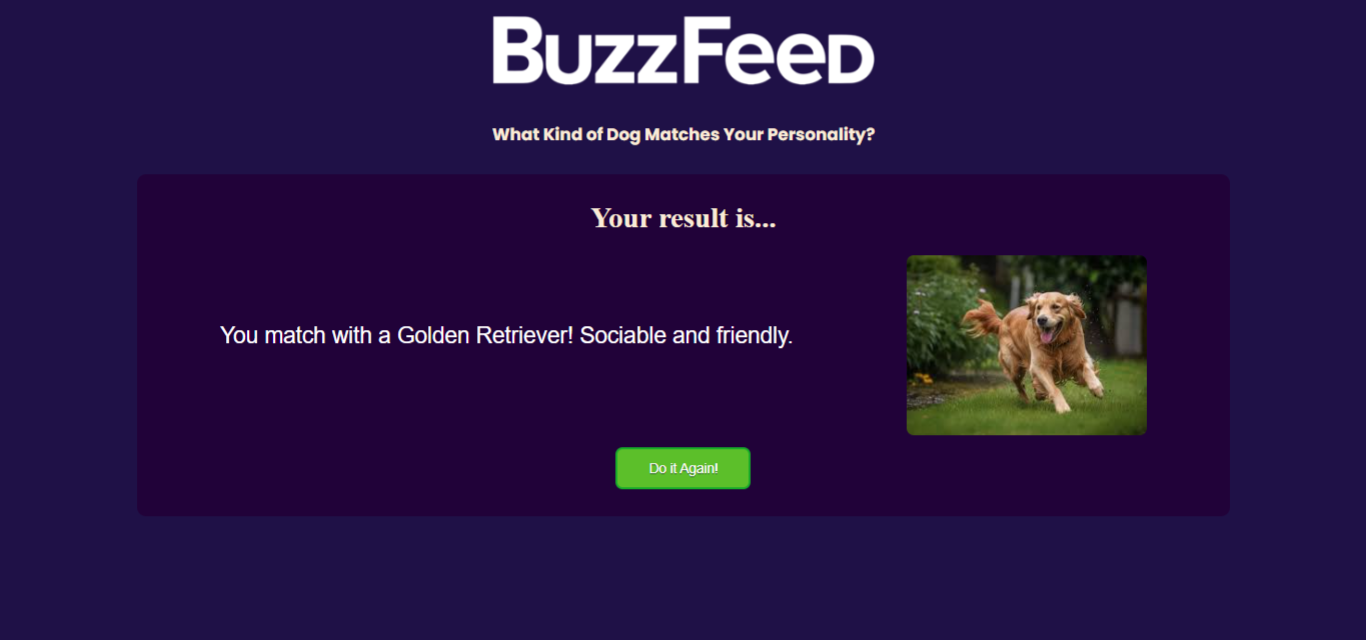 BuzzFeed
What Kind of Dog Matches Your Personality?
Your result is...
You match with a Golden Retriever! Sociable and friendly.
Do it Again!